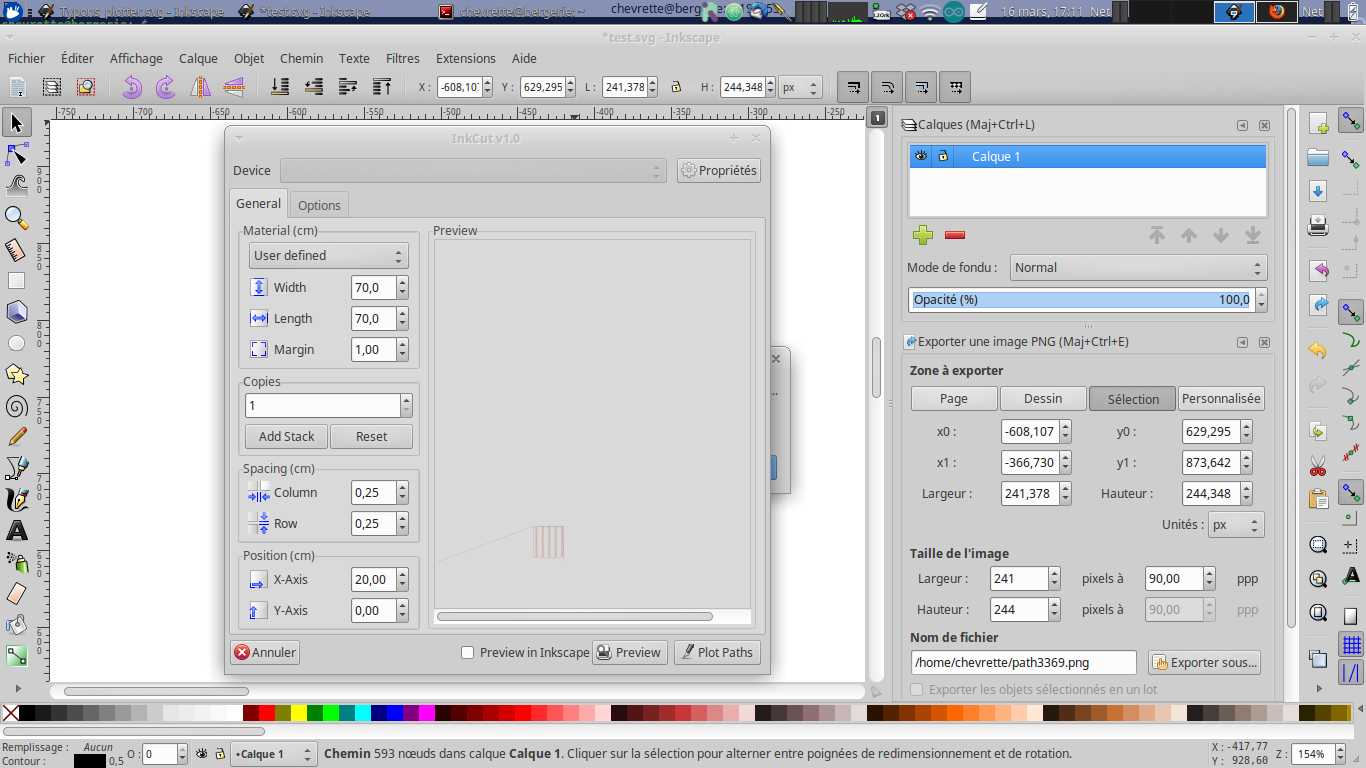 Typnos_plotter.svg - Inkscape
*test.svg - Inkscape
chevrette@bergerie: ~
16 mars, 17:11
Net
Net
*test.svg - Inkscape
Fichier Éditer Affichage Calque Objet Chemin Texte Filtres Extensions Aide
X : -608,107 Y : 629,295 L : 241,378 H : 244,348 px
-750 -700 -650 -600 -550 -500 -450 -400 -350 -300 -250
InkCut v1.0
Device Propriétés
General Options
Material (cm)
User defined
Width 70,0
Length 70,0
Margin 1,00
Copies
1
Add Stack Reset
Spacing (cm)
Column 0,25
Row 0,25
Position (cm)
X-Axis 20,00
Y-Axis 0,00
Preview
Annuler Preview in Inkscape Preview Plot Paths
1
Calques (Maj+Ctrl+L)
Calque 1
Mode de fondu : Normal
Opacité (%) 100,0
Exporter une image PNG (Maj+Ctrl+E)
Zone à exporter
Page Dessin Sélection Personnalisée
x0 : -608,107 y0 : 629,295
x1 : -366,730 y1 : 873,642
Largeur : 241,378 Hauteur : 244,348
Unités : px
Taille de l'image
Largeur : 241 pixels à 90,00 ppp
Hauteur : 244 pixels à 90,00 ppp
Nom de fichier
/home/chevrette/path3369.png Exporter sous...
Exporter les objets sélectionnés en un lot
Remplissage : Aucun
Contour : 0,5
O : 0
•Calque 1
Chemin 593 nœuds dans calque Calque 1. Cliquer sur la sélection pour alterner entre poignées de redimensionnement et de rotation.
X : -417,77
Y : 928,60
Z : 154%